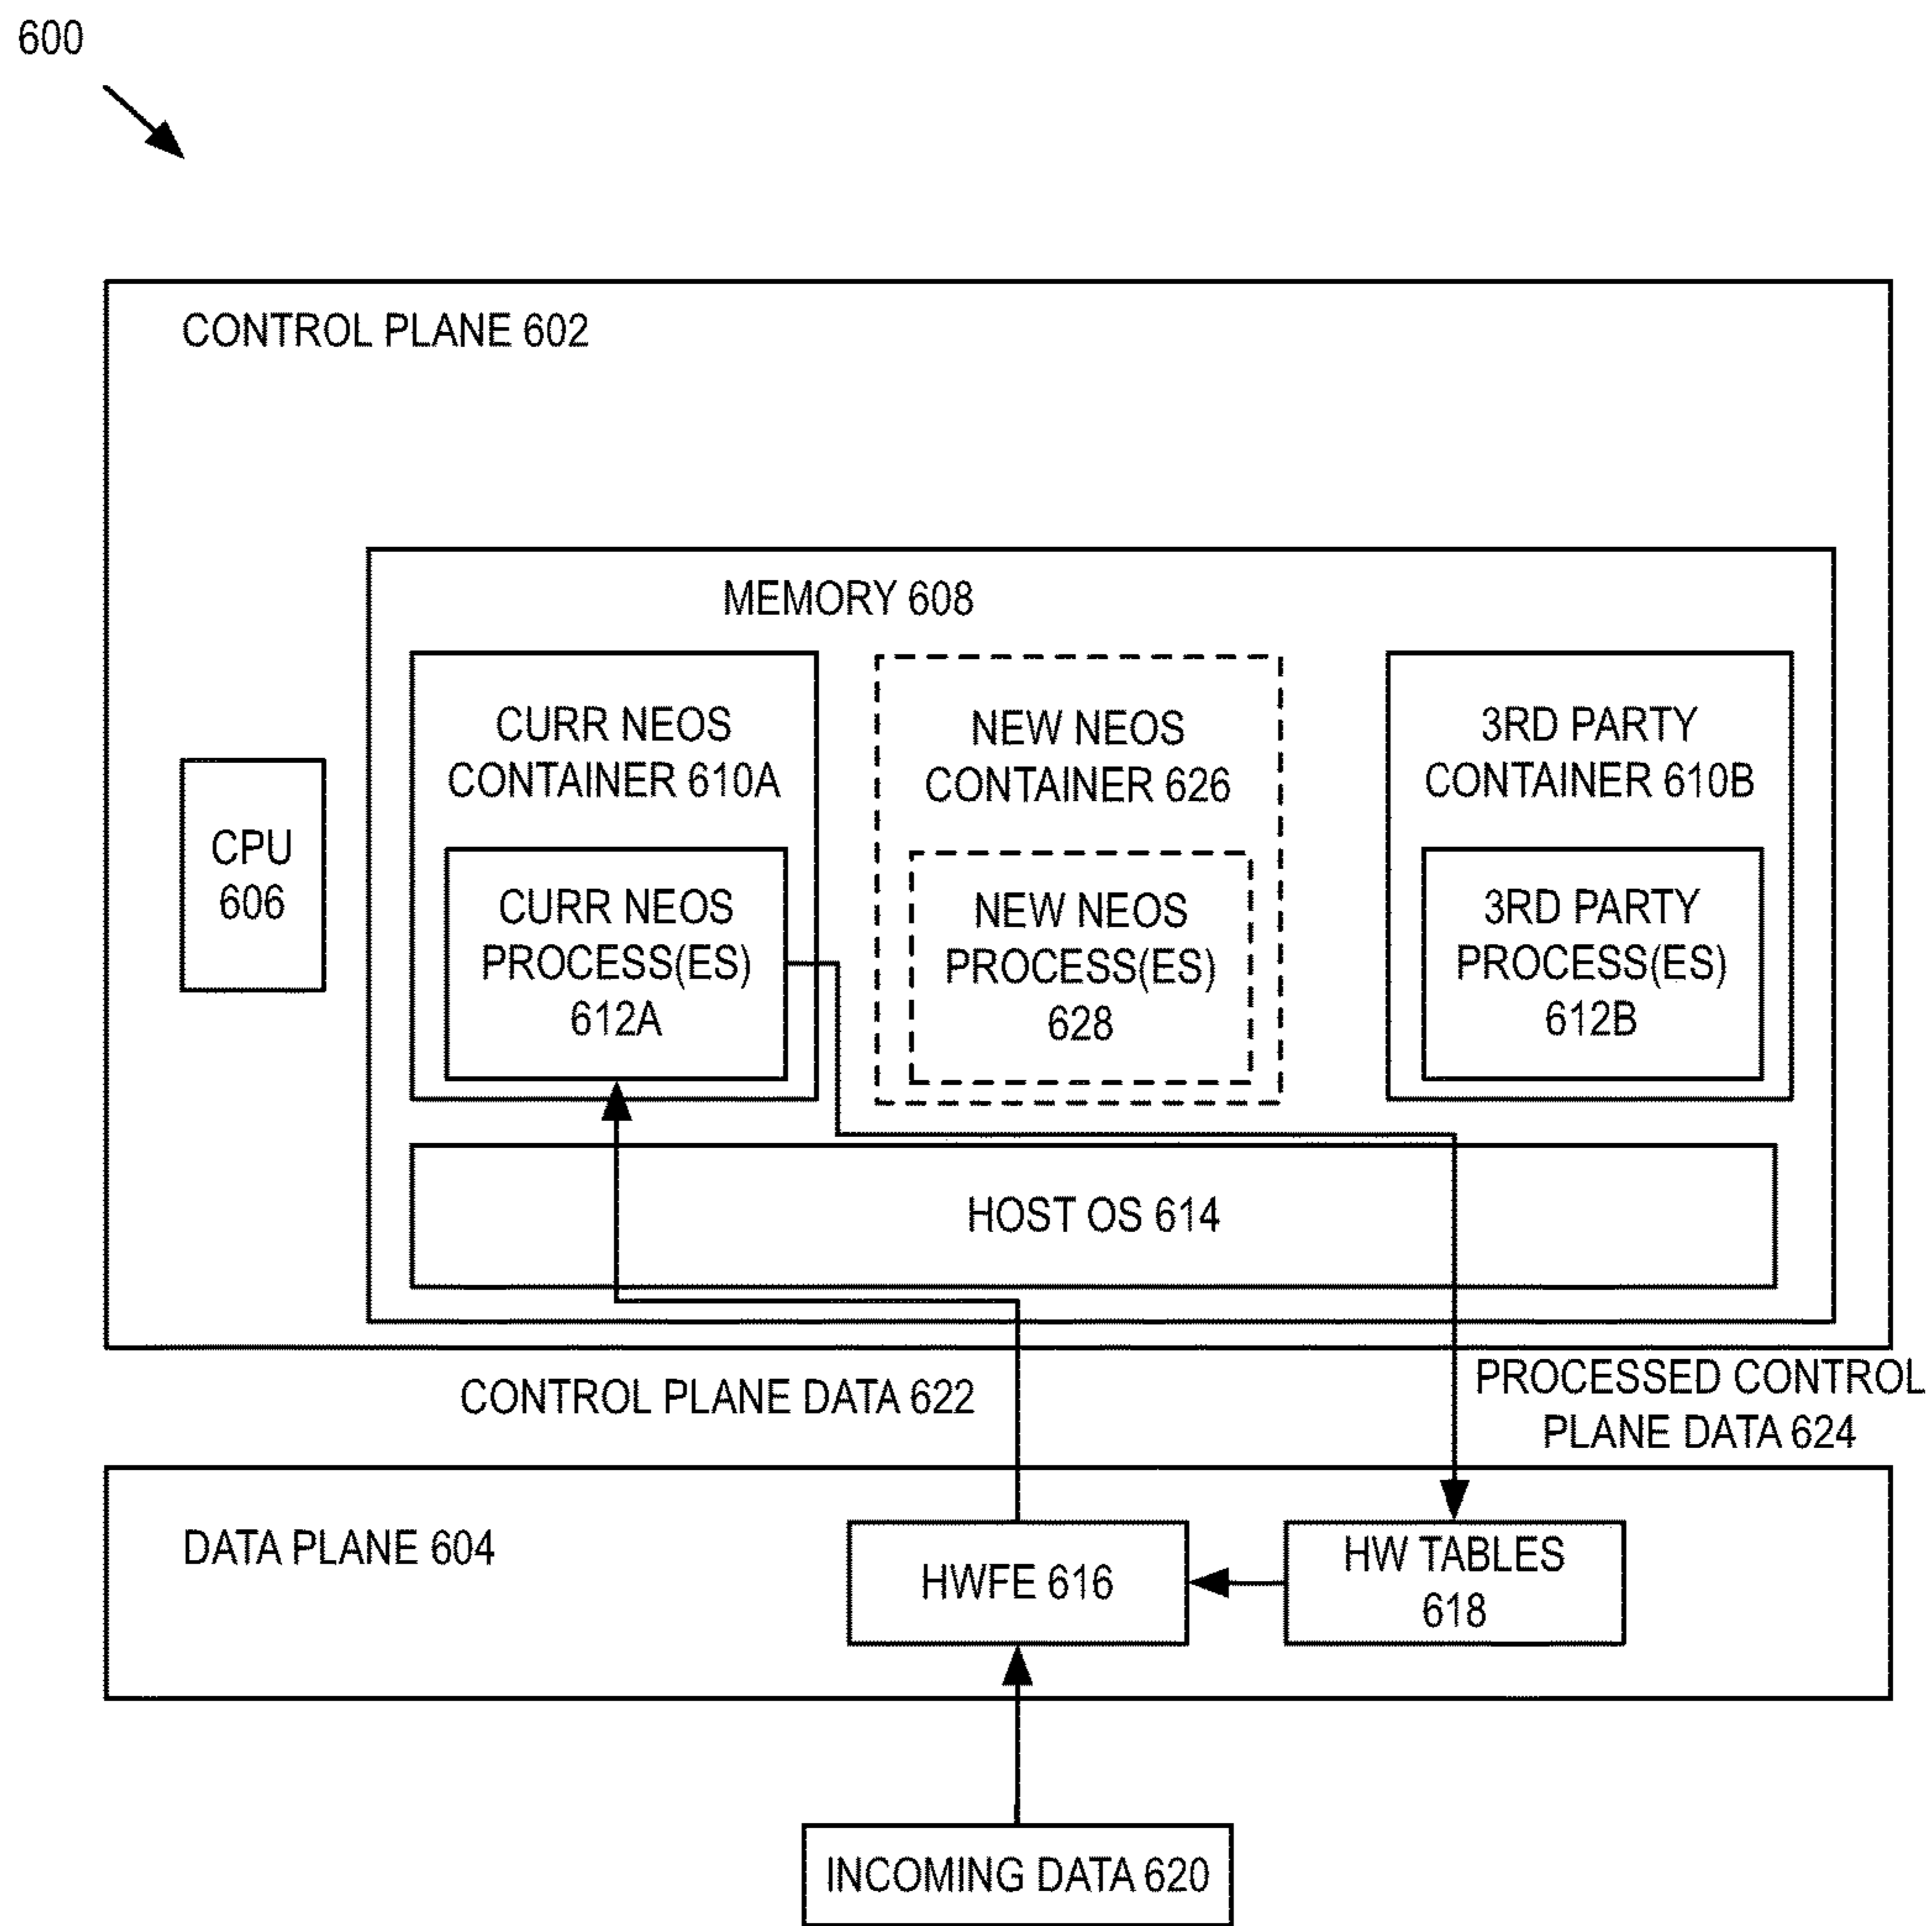 600
CONTROL PLANE 602
MEMORY 608
CURR NEOS
CONTAINER 610A
NEW NEOS
CONTAINER 626
3RD PARTY
CONTAINER 610B
CPU
606
CURR NEOS
PROCESS(ES)
612A
NEW NEOS
PROCESS(ES)
628
3RD PARTY
PROCESS(ES)
612B
HOST OS 614
CONTROL PLANE DATA 622
PROCESSED CONTROL
PLANE DATA 624
DATA PLANE 604
HWFE 616
HW TABLES
618
INCOMING DATA 620